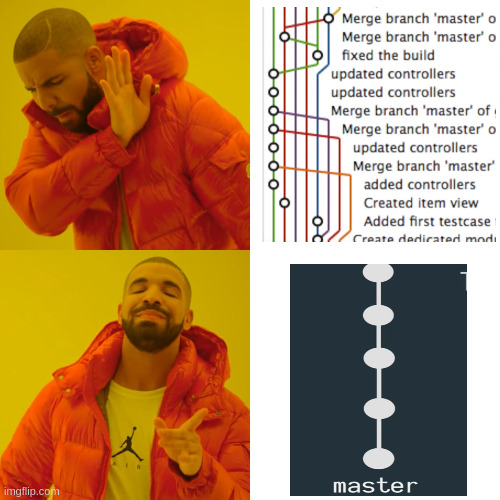 Merge branch 'master' o
Merge branch 'master' o
fixed the build
updated controllers
updated controllers
Merge branch 'master' of
Merge branch 'master' o
updated controllers
Merge branch 'master'
added controllers
Created item view
Added first testcase
Create dedicated mod
AIR
master
imgflip.com